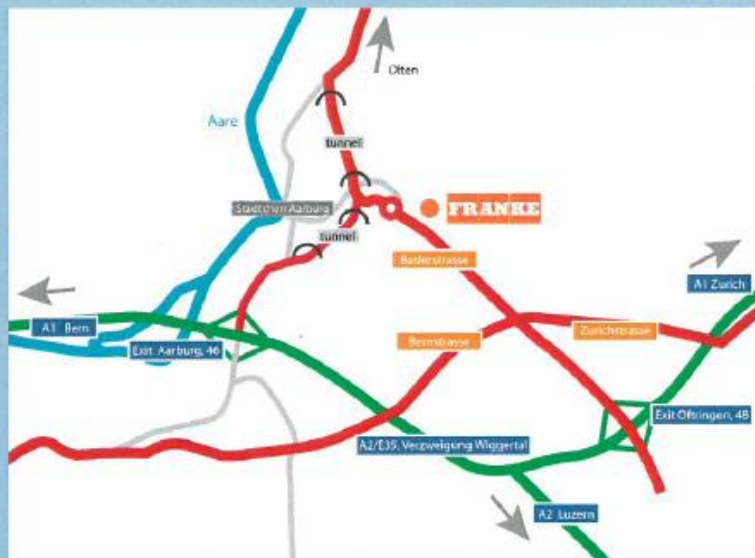 Olten
Aare
tunnel
Städtchen Aarburg
FRANKE
tunnel
Baslerstrasse
A1 Zurich
A1 Bern
Zurichstrasse
Exit Aarburg, 46
Bernstrasse
Exit Oftringen, 48
A2/E35, Verzweigung Wiggertal
A2 Luzern